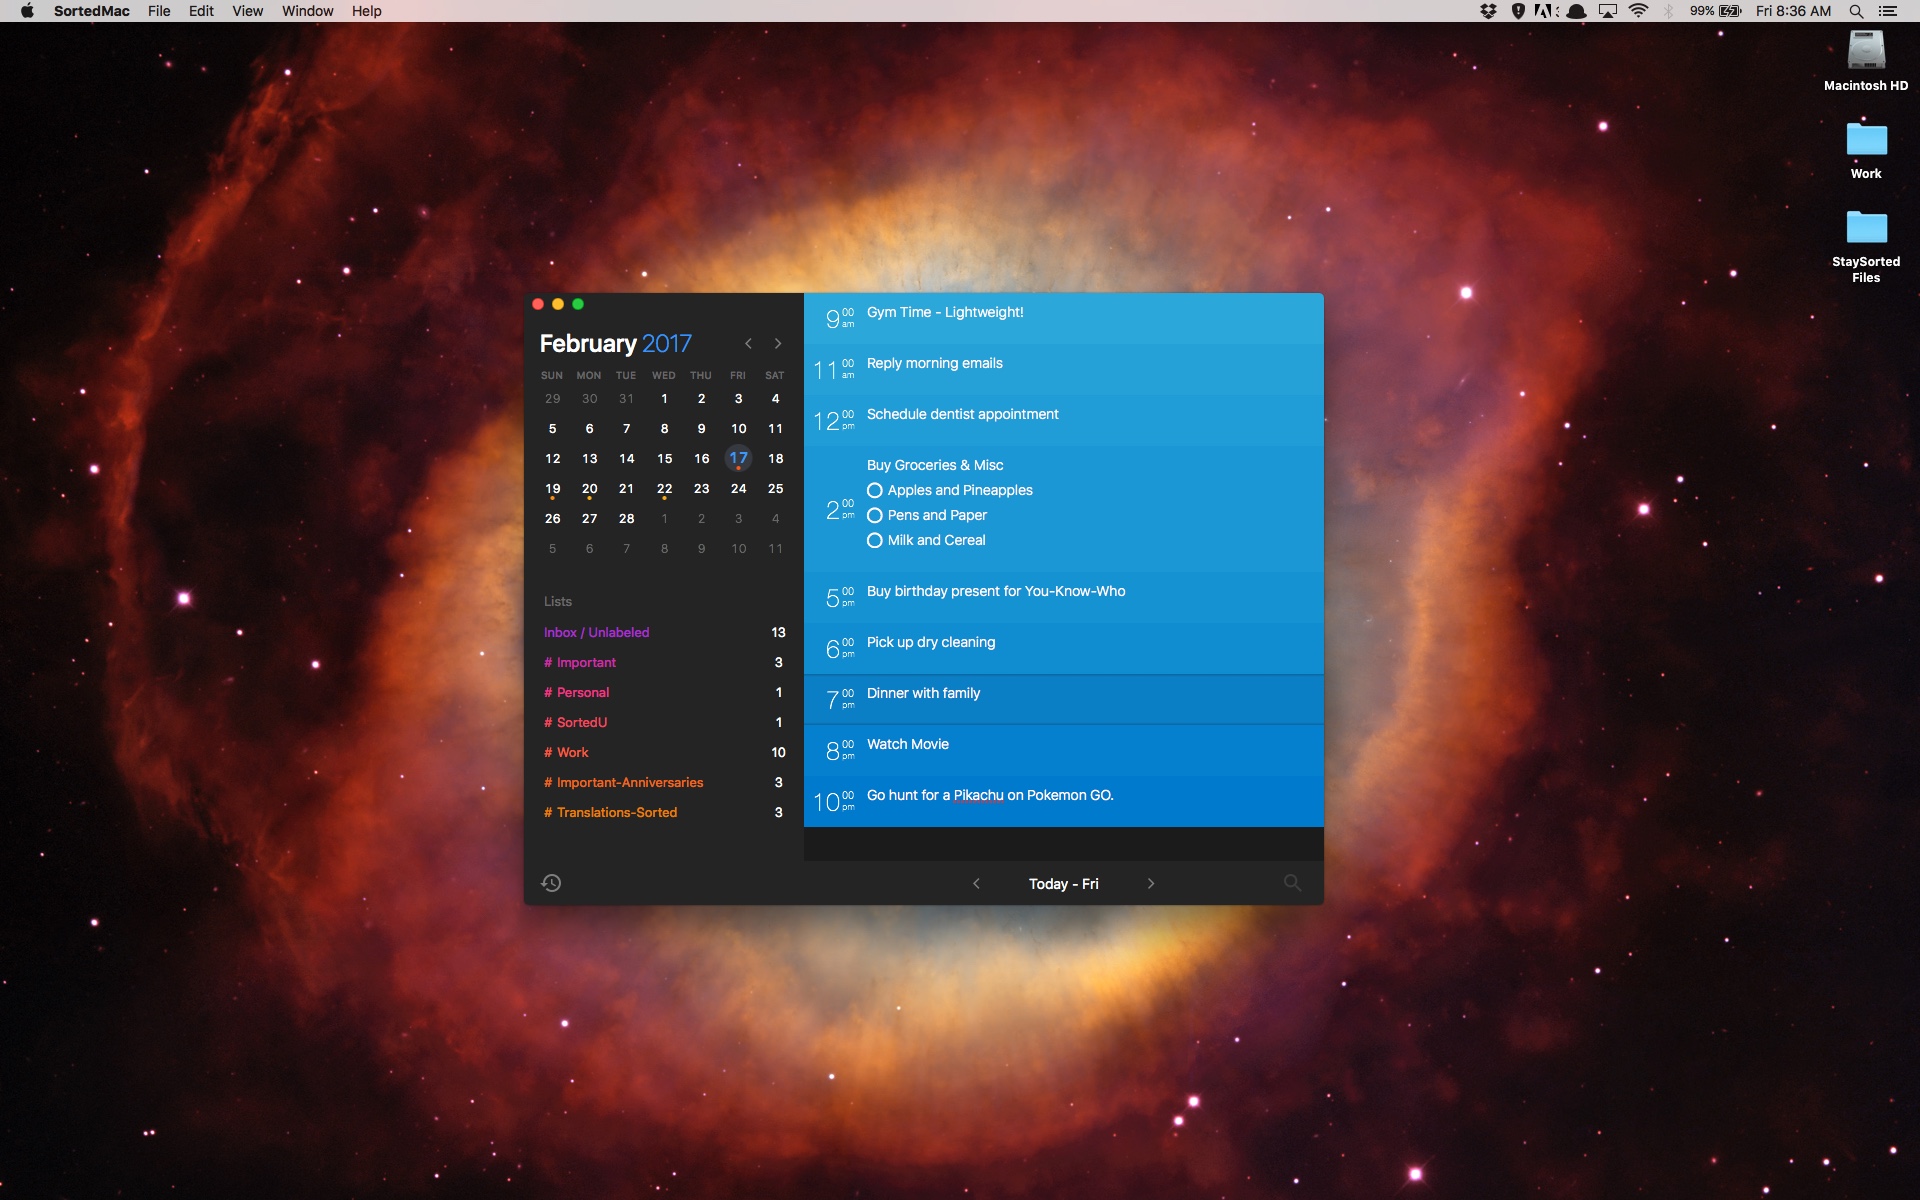 SortedMac File Edit View Window Help 99% Fri 8:36 AM
Macintosh HD
Work
StaySorted
Files
February 2017
SUN MON TUE WED THU FRI SAT
29 30 31 1 2 3 4
5 6 7 8 9 10 11
12 13 14 15 16 17 18
19 20 21 22 23 24 25
26 27 28 1 2 3 4
5 6 7 8 9 10 11
Lists
Inbox / Unlabeled 13
# Important 3
# Personal 1
# SortedU 1
# Work 10
# Important-Anniversaries 3
# Translations-Sorted 3
9 00 am Gym Time - Lightweight!
11 00 am Reply morning emails
12 00 pm Schedule dentist appointment
Buy Groceries & Misc
Apples and Pineapples
2 00 pm Pens and Paper
Milk and Cereal
5 00 pm Buy birthday present for You-Know-Who
6 00 pm Pick up dry cleaning
7 00 pm Dinner with family
8 00 pm Watch Movie
10 00 pm Go hunt for a Pikachu on Pokemon GO.
Today - Fri